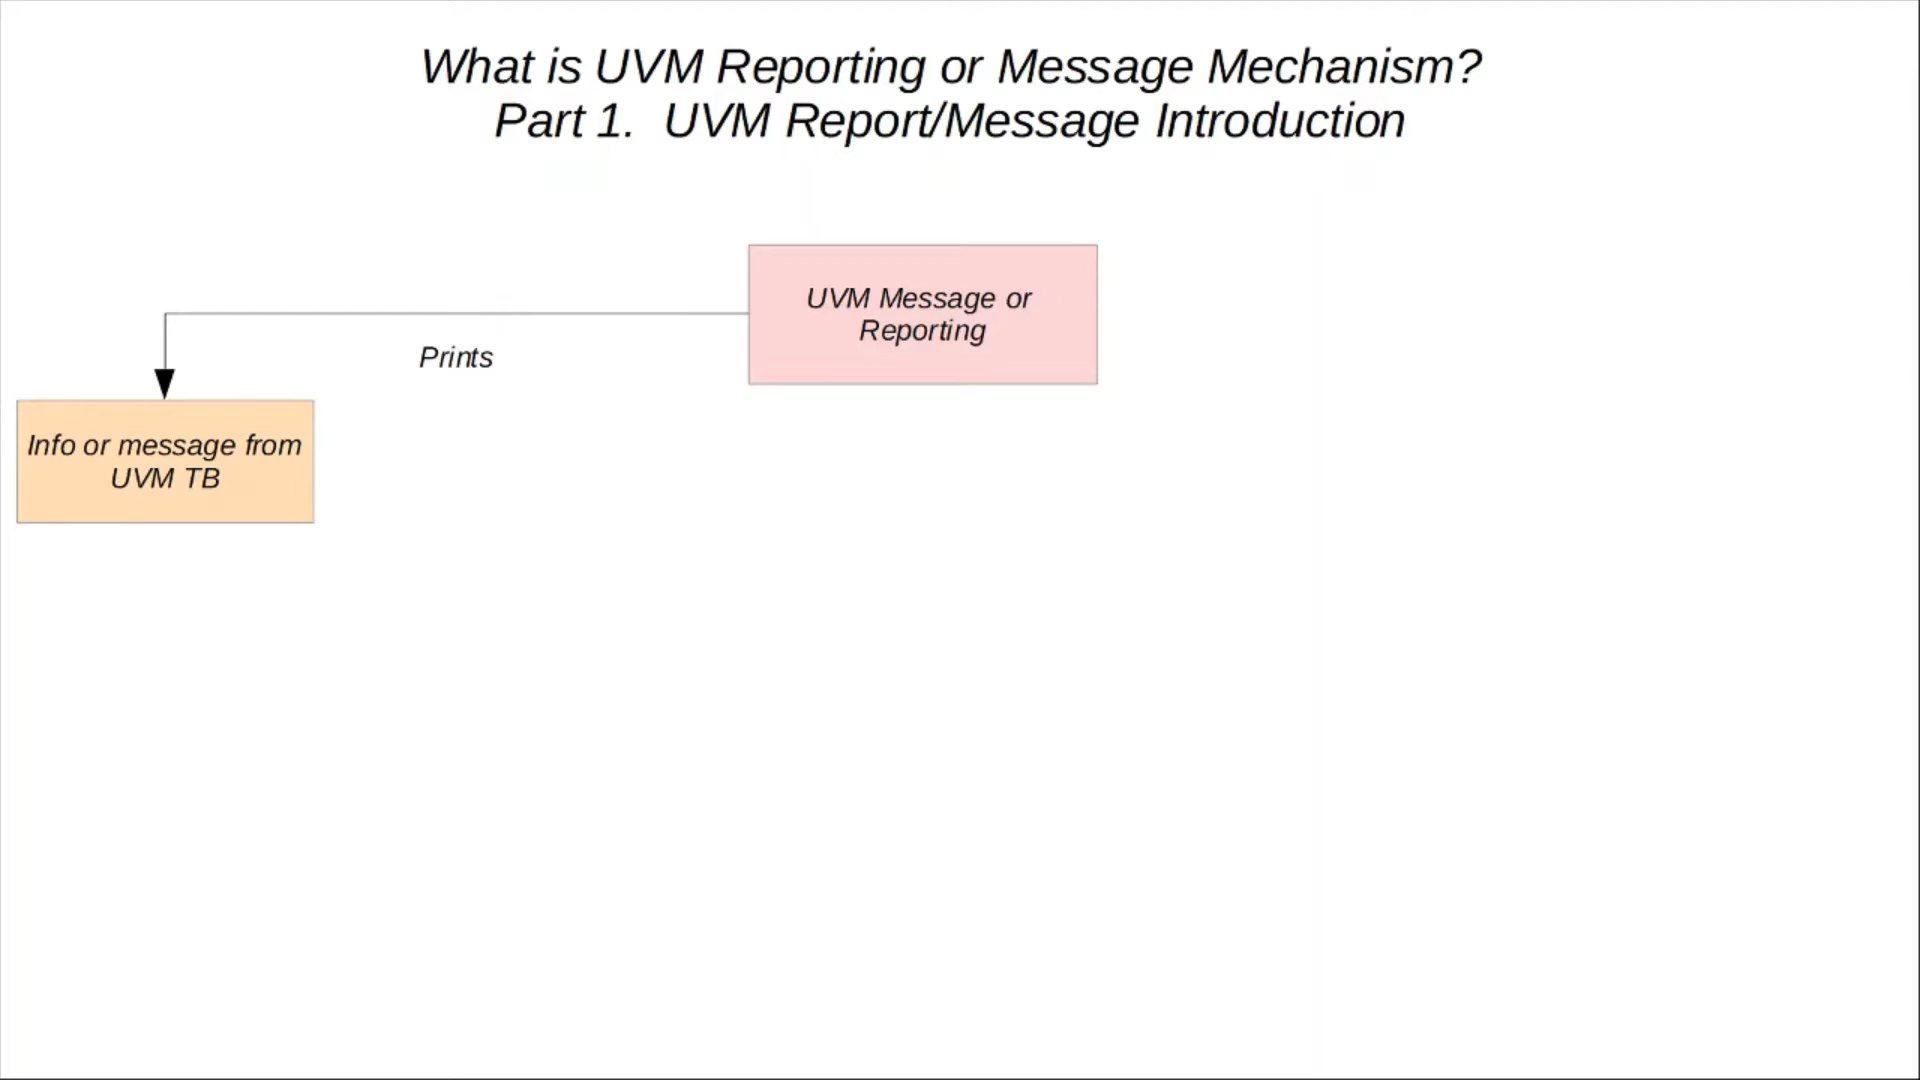 What is UVM Reporting or Message Mechanism?
Part 1. UVM Report/Message Introduction
UVM Message or
Reporting
Prints
Info or message from
UVM TB